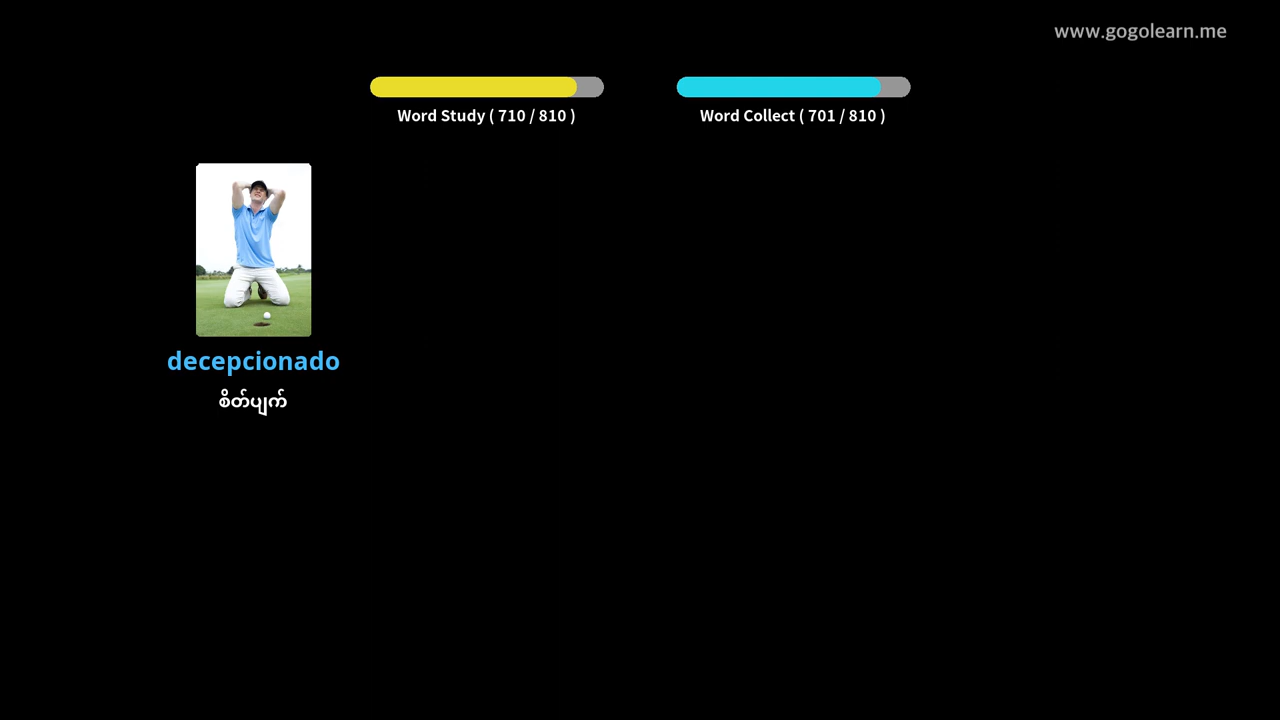 www.gogolearn.me
Word Study ( 710 / 810 )
Word Collect ( 701 / 810 )
decepcionado
စိတ်ပျက်